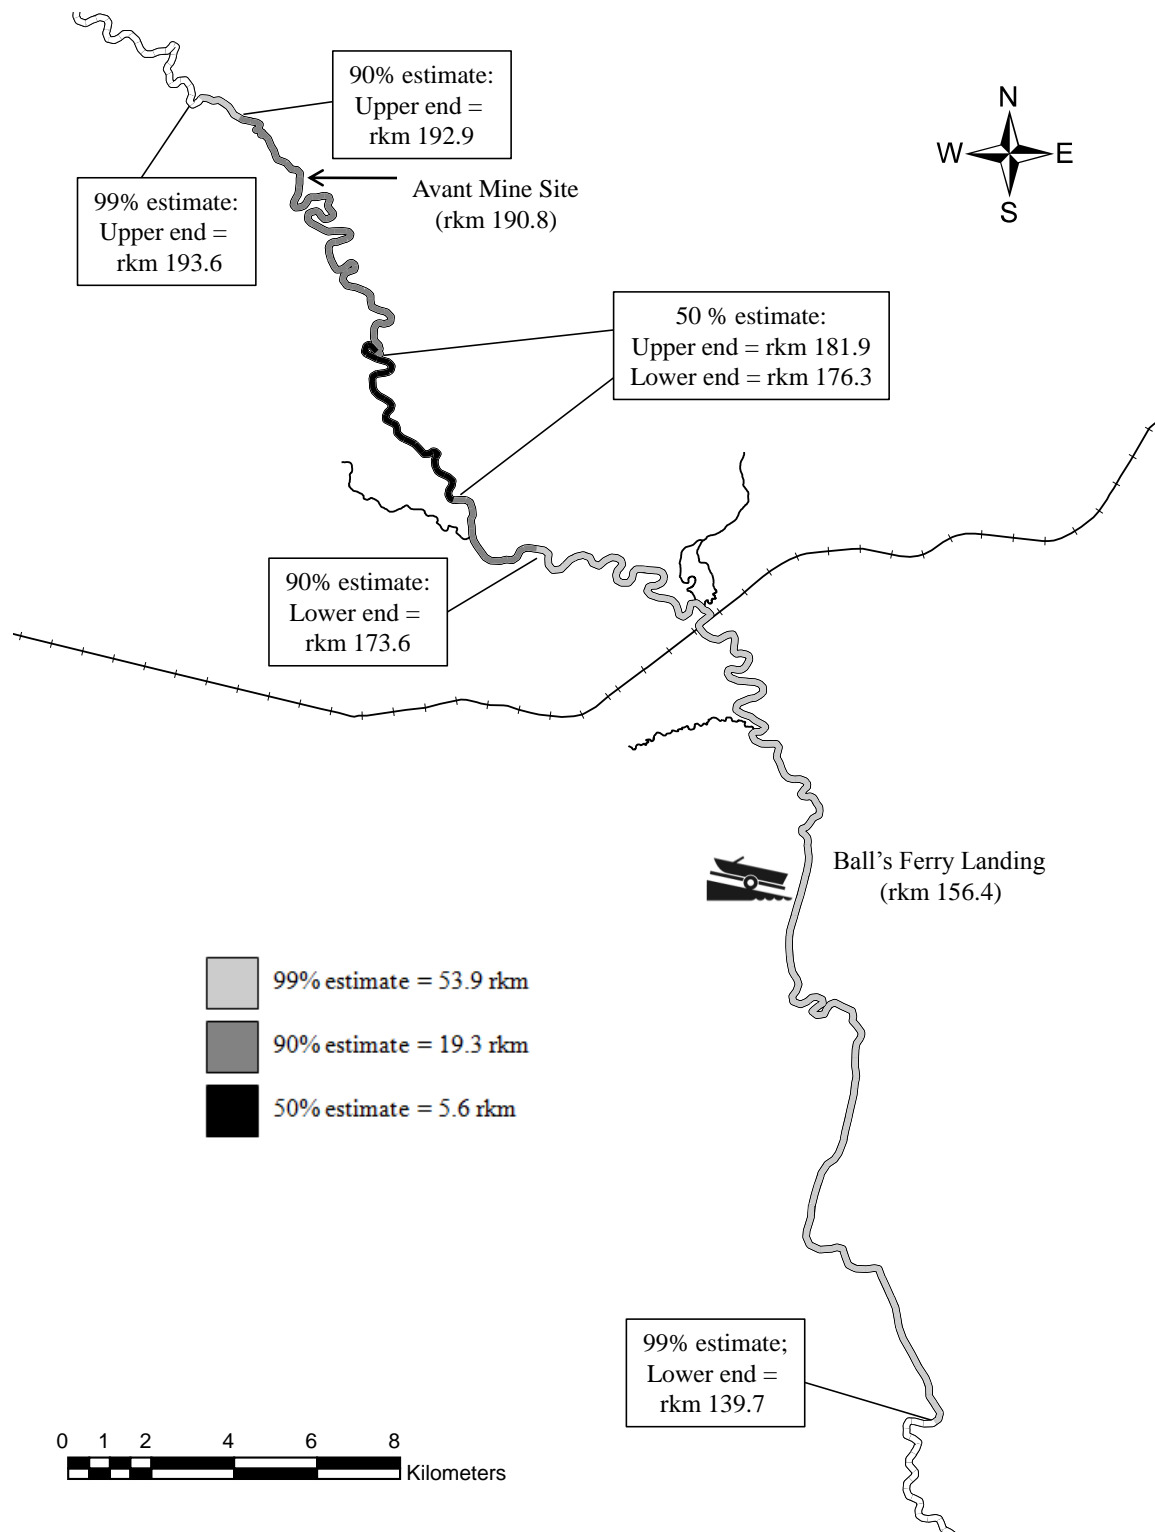 90% estimate:
Upper end =
rkm 192.9
N
W
E
S
99% estimate:
Upper end =
rkm 193.6
Avant Mine Site
(rkm 190.8)
50 % estimate:
Upper end = rkm 181.9
Lower end = rkm 176.3
90% estimate:
Lower end =
rkm 173.6
Ball’s Ferry Landing
(rkm 156.4)
99% estimate = 53.9 rkm
90% estimate = 19.3 rkm
50% estimate = 5.6 rkm
99% estimate;
Lower end =
rkm 139.7
0 1 2 4 6 8
Kilometers